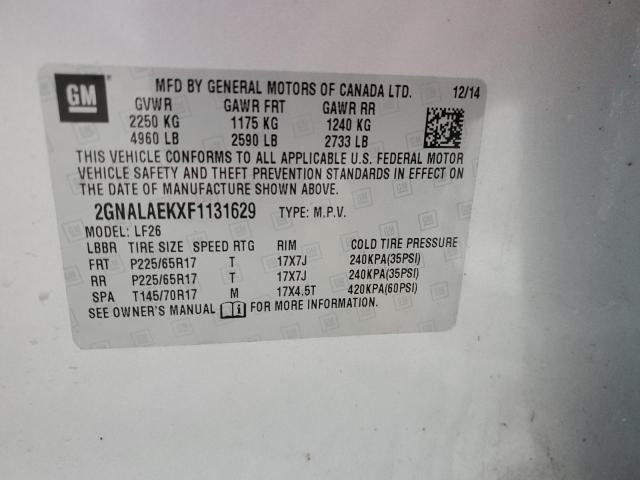 GM
MFD BY GENERAL MOTORS OF CANADA LTD. 12/14
GVWR GAWR FRT GAWR RR
2250 KG 1175 KG 1240 KG
4960 LB 2590 LB 2733 LB
THIS VEHICLE CONFORMS TO ALL APPLICABLE U.S. FEDERAL MOTOR
VEHICLE SAFETY AND THEFT PREVENTION STANDARDS IN EFFECT ON
THE DATE OF MANUFACTURE SHOWN ABOVE.
2GNALAEKXF1131629 TYPE: M.P.V.
MODEL: LF26
LBBR TIRE SIZE SPEED RTG RIM COLD TIRE PRESSURE
FRT P225/65R17 T 17X7J 240KPA(35PSI)
RR P225/65R17 T 17X7J 240KPA(35PSI)
SPA T145/70R17 M 17X4.5T 420KPA(60PSI)
SEE OWNER'S MANUAL FOR MORE INFORMATION.